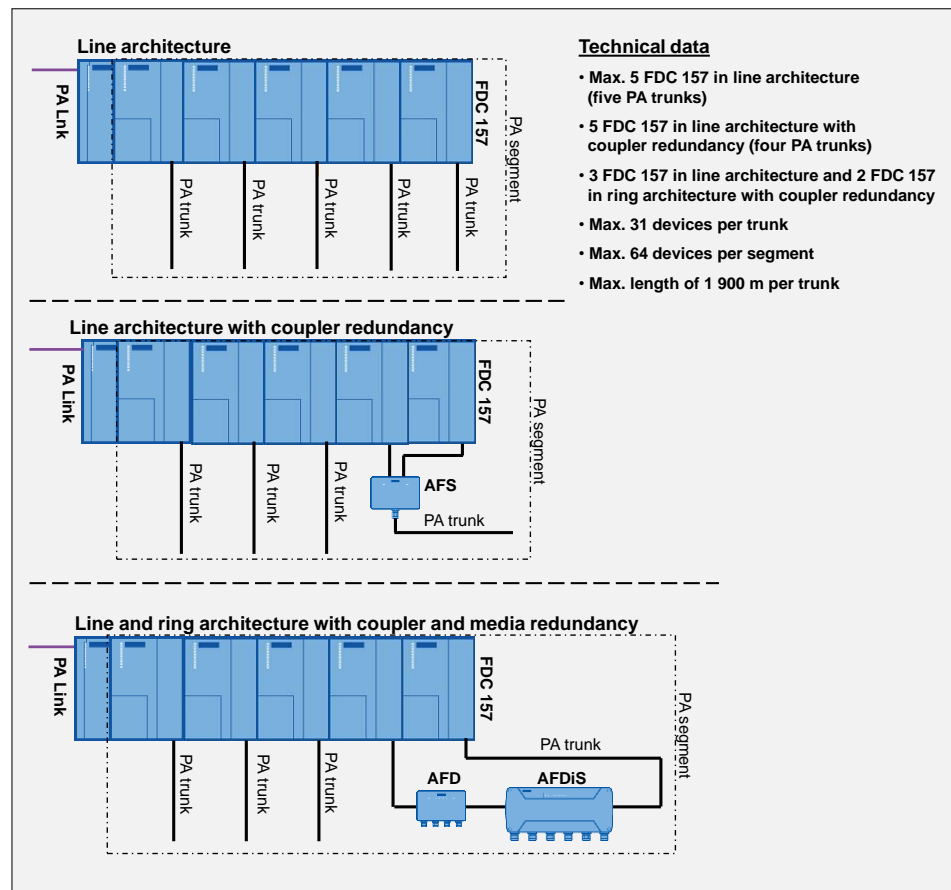 Line architecture
PA Lnk
FDC 157
PA segment
PA trunk
PA trunk
PA trunk
PA trunk
PA trunk
Technical data
• Max. 5 FDC 157 in line architecture
(five PA trunks)
• 5 FDC 157 in line architecture with
coupler redundancy (four PA trunks)
• 3 FDC 157 in line architecture and 2 FDC 157
in ring architecture with coupler redundancy
• Max. 31 devices per trunk
• Max. 64 devices per segment
• Max. length of 1 900 m per trunk
Line architecture with coupler redundancy
PA Link
FDC 157
PA segment
PA trunk
PA trunk
PA trunk
AFS
PA trunk
Line and ring architecture with coupler and media redundancy
PA Link
FDC 157
PA segment
PA trunk
PA trunk
PA trunk
PA trunk
AFD
AFDiS